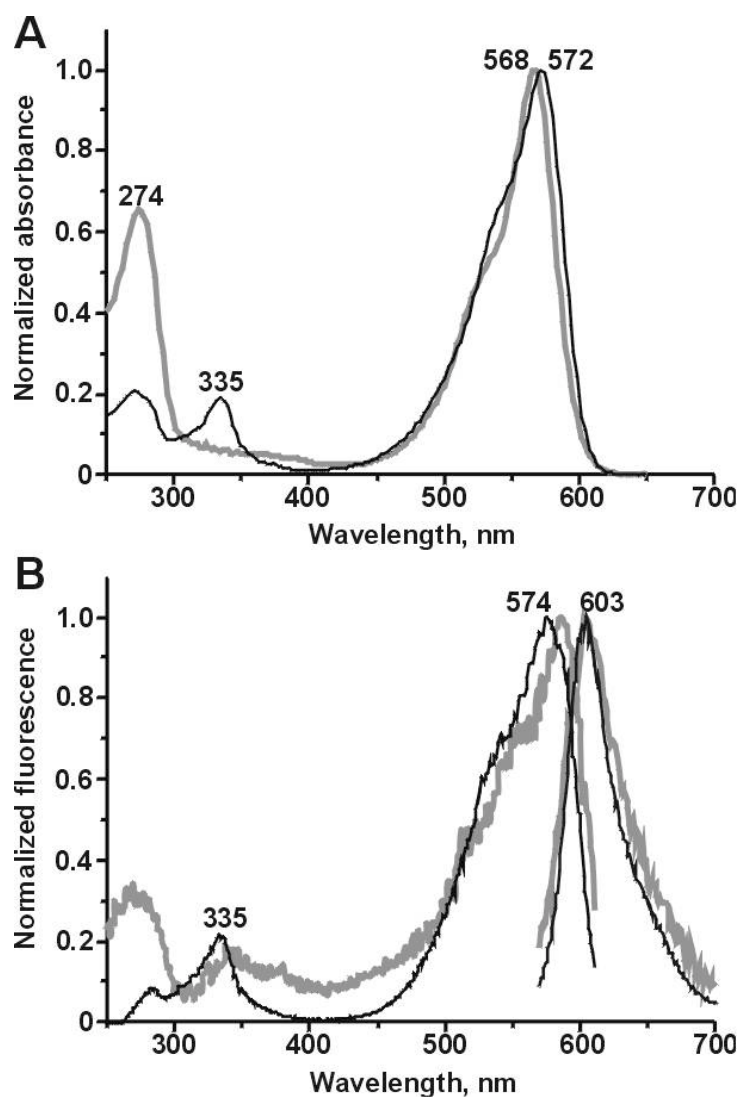 A
568 572
1.0
0.8
274
0.6
0.4
335
0.2
0
Normalized absorbance
300 400 500 600 700
Wavelength, nm
B
574 603
1.0
0.8
0.6
0.4
335
0.2
0
Normalized fluorescence
300 400 500 600 700
Wavelength, nm